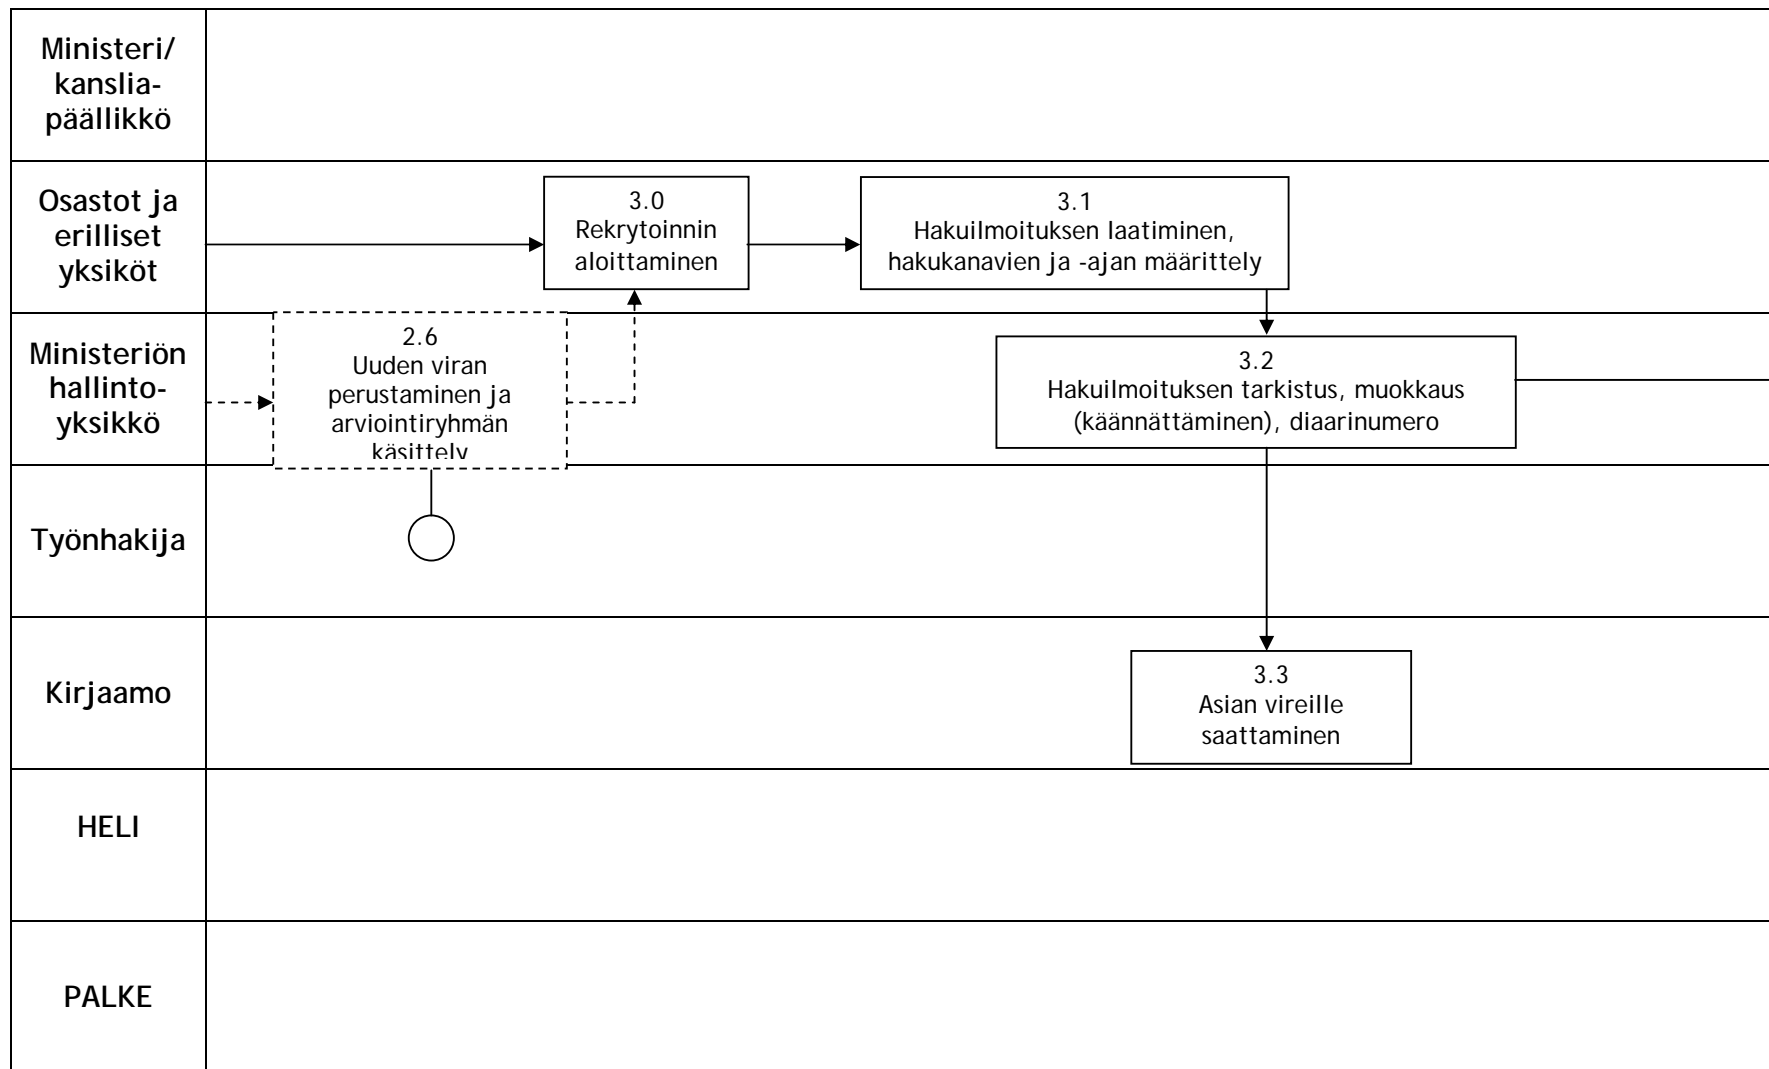 Ministeri/
kanslia-
päällikkö
Osastot ja
erilliset
yksiköt
3.0
Rekrytoinnin
aloittaminen
3.1
Hakuilmoituksen laatiminen,
hakukanavien ja -ajan määrittely
Ministeriön
hallinto-
yksikkö
2.6
Uuden viran
perustaminen ja
arviointiryhmän
käsittely
3.2
Hakuilmoituksen tarkistus, muokkaus
(käännättäminen), diaarinumero
Työnhakija
Kirjaamo
3.3
Asian vireille
saattaminen
HELI
PALKE